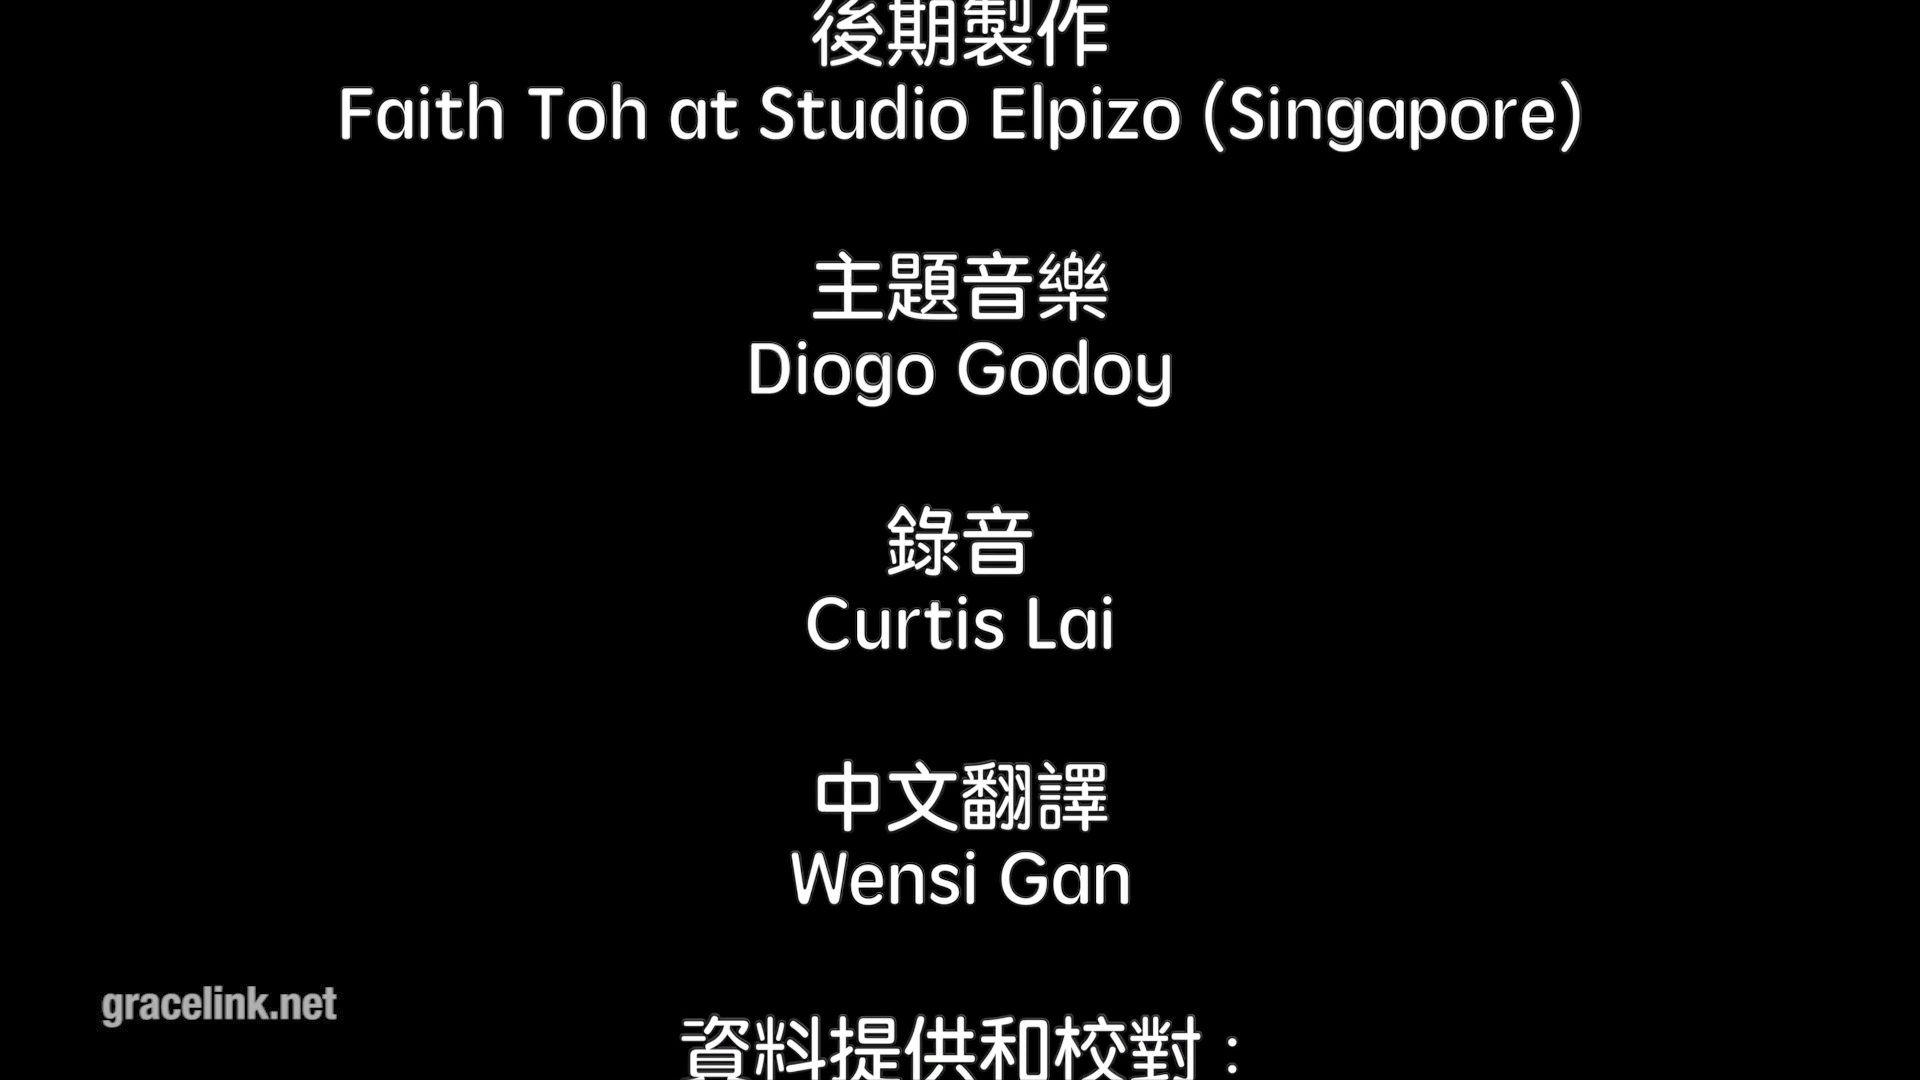 後期製作
Faith Toh at Studio Elpizo (Singapore)
主題音樂
Diogo Godoy
錄音
Curtis Lai
中文翻譯
Wensi Gan
gracelink.net
資料提供和校對：